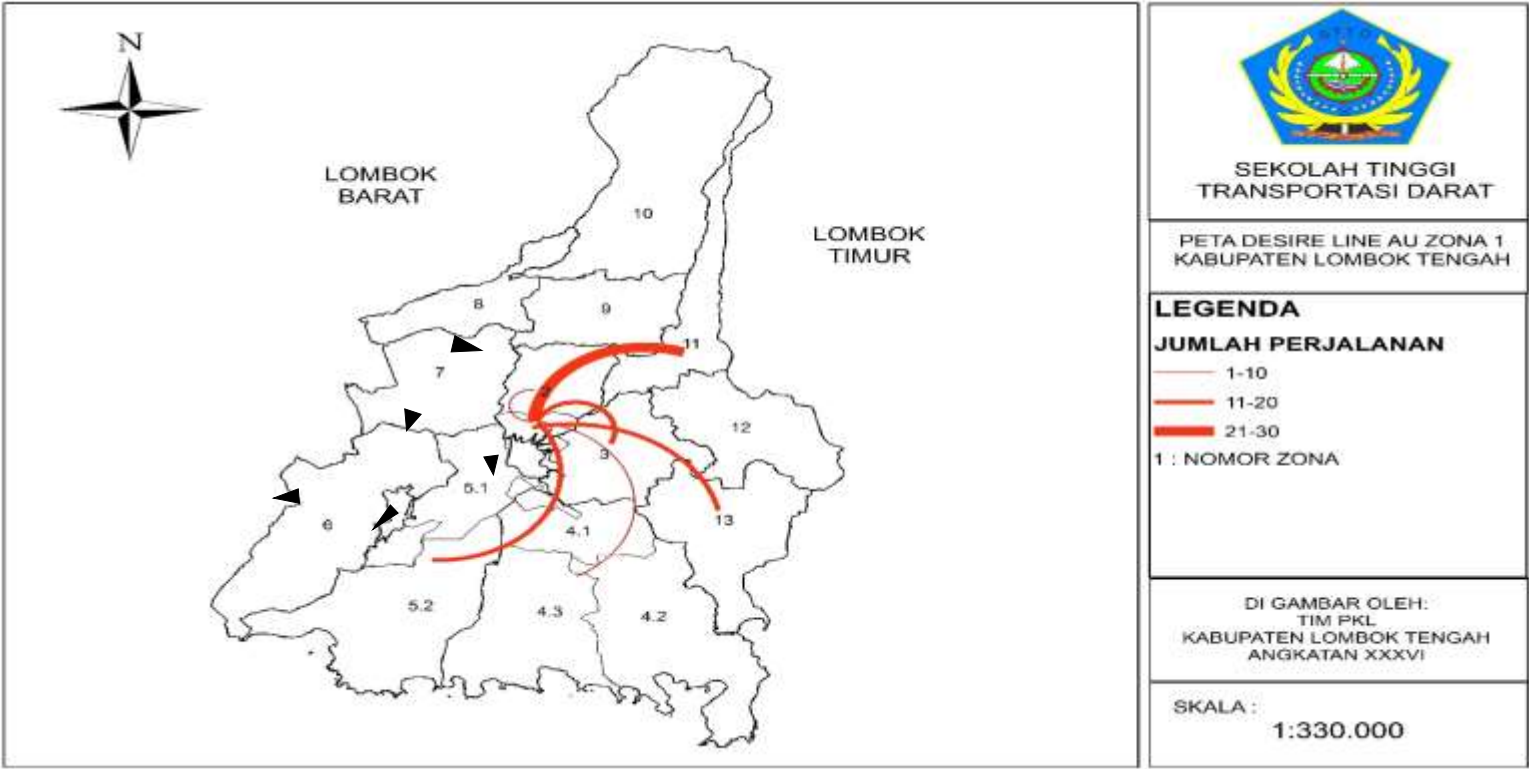 N
LOMBOK
BARAT
LOMBOK
TIMUR
10
8
9
11
7
2
12
3
5.1
6
13
4.1
5.2
4.3
4.2
SEKOLAH TINGGI
TRANSPORTASI DARAT
PETA DESIRE LINE AU ZONA 1
KABUPATEN LOMBOK TENGAH
LEGENDA
JUMLAH PERJALANAN
1-10
11-20
21-30
1 : NOMOR ZONA
DI GAMBAR OLEH:
TIM PKL
KABUPATEN LOMBOK TENGAH
ANGKATAN XXXVI
SKALA :
1:330.000